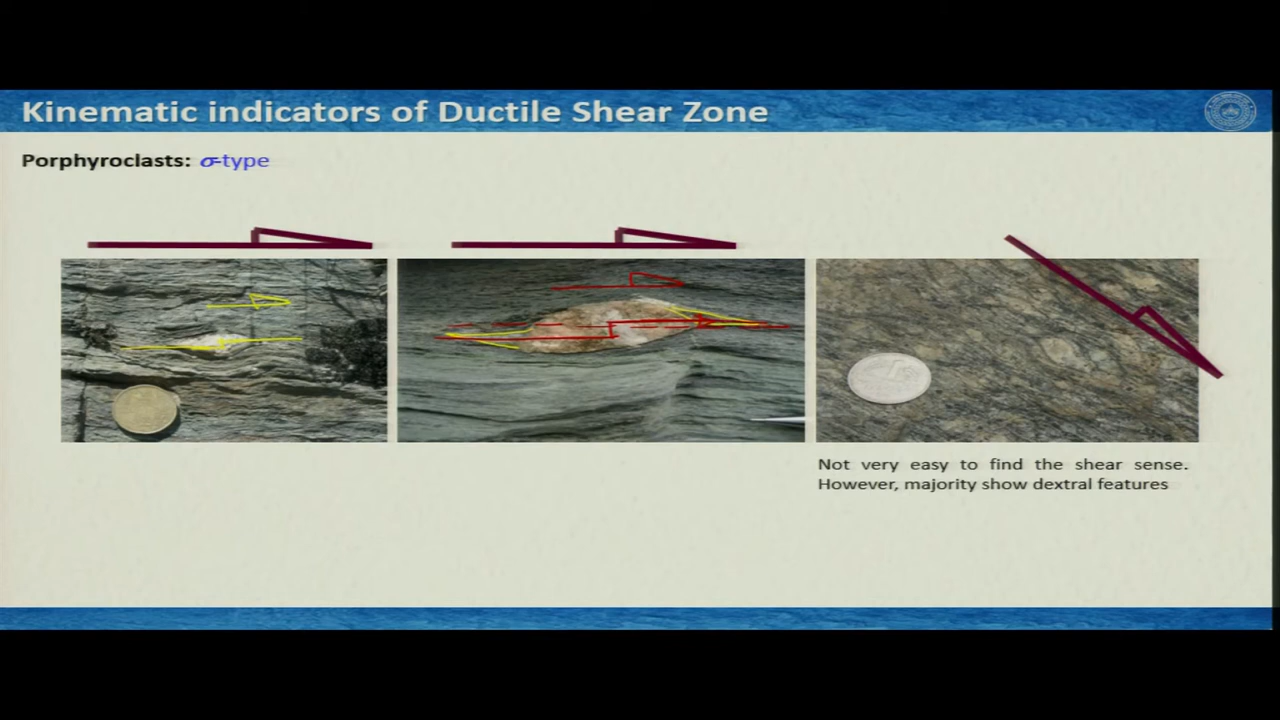 Kinematic indicators of Ductile Shear Zone
Porphyroclasts: σ-type
Not very easy to find the shear sense.
However, majority show dextral features